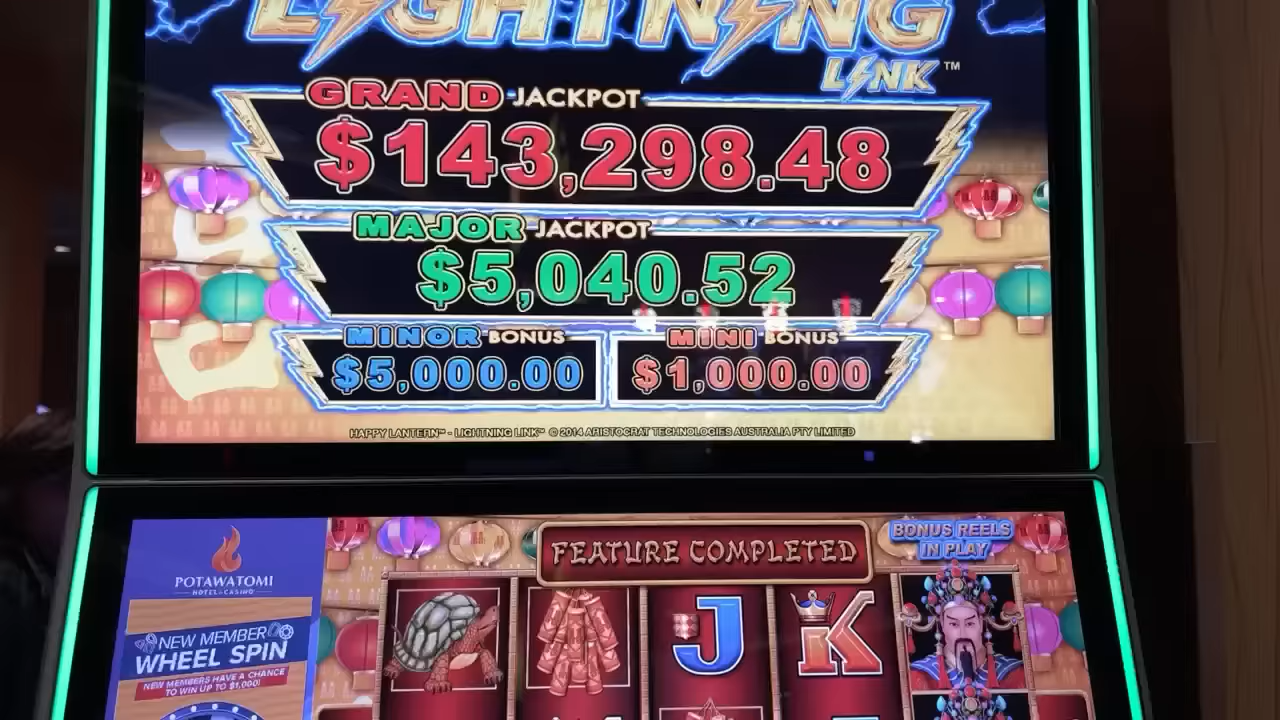 LIGHTNING
LINK™
GRAND JACKPOT
$143,298.48
MAJOR JACKPOT
$5,040.52
MINOR BONUS
$5,000.00
MINI BONUS
$1,000.00
HAPPY LANTERN™ - LIGHTNING LINK™ © 2014 ARISTOCRAT TECHNOLOGIES AUSTRALIA PTY LIMITED
BONUS REELS
IN PLAY
FEATURE COMPLETED
POTAWATOMI
HOTEL & CASINO
NEW MEMBER
WHEEL SPIN
NEW MEMBERS HAVE A CHANCE
TO WIN UP TO $1,000!
J
K